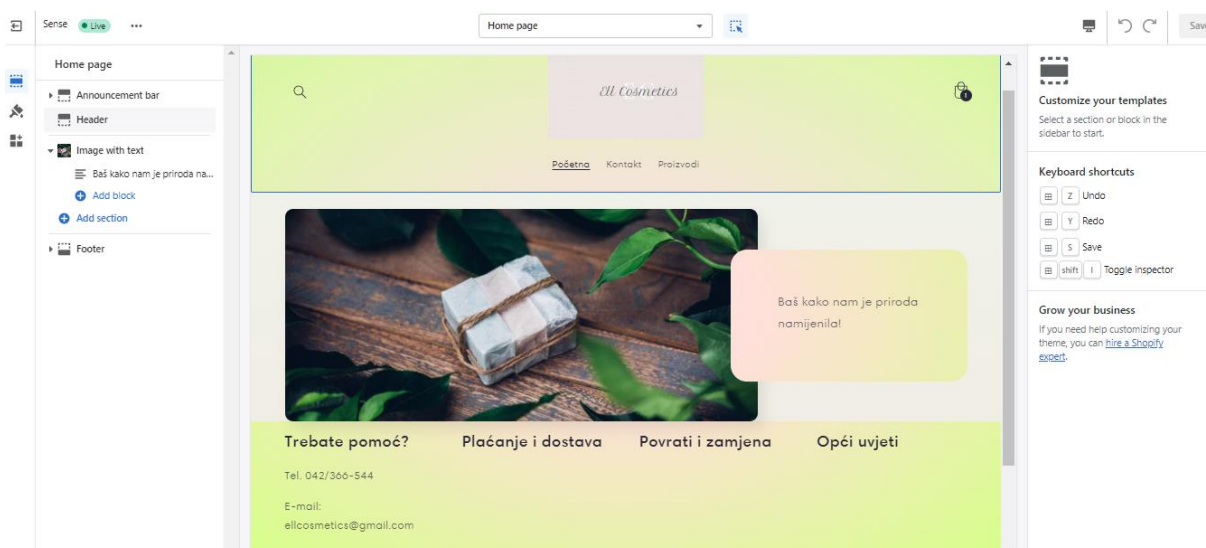 Sense Live ... Home page Save
Home page
Announcement bar
Header
Image with text
Baš kako nam je priroda na...
Add block
Add section
Footer
Ell Cosmetics
1
Početna Kontakt Proizvodi
Baš kako nam je priroda
namijenila!
Trebate pomoć? Plaćanje i dostava Povrati i zamjena Opći uvjeti
Tel. 042/366-544
E-mail:
ellcosmetics@gmail.com
Customize your templates
Select a section or block in the
sidebar to start.
Keyboard shortcuts
Z Undo
Y Redo
S Save
shift I Toggle inspector
Grow your business
If you need help customizing your
theme, you can hire a Shopify
expert.